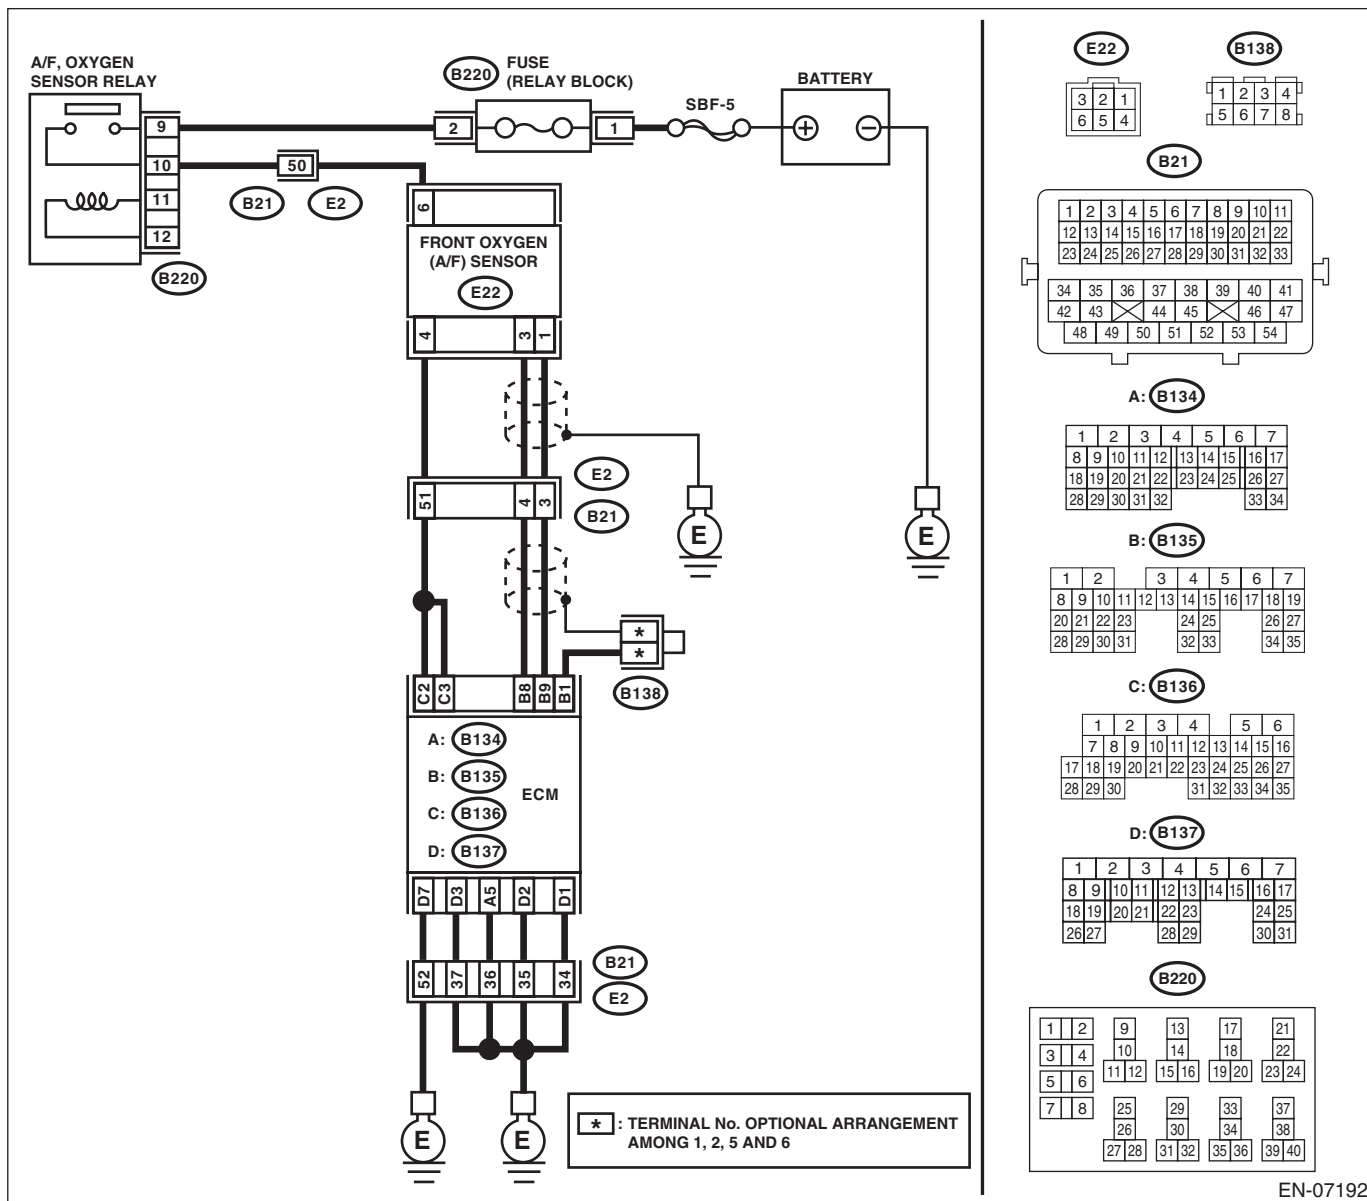 A/F, OXYGEN
SENSOR RELAY
9
10
11
12
B220
B220
FUSE
(RELAY BLOCK)
2
1
SBF-5
BATTERY
+
−
50
B21
E2
6
FRONT OXYGEN
(A/F) SENSOR
E22
4
3
1
E2
B21
51
4
3
E
E
*
*
B138
C2
C3
B8
B9
B1
A: B134
B: B135
C: B136
D: B137
ECM
D7
D3
A5
D2
D1
B21
E2
52
37
36
35
34
E
E
* : TERMINAL No. OPTIONAL ARRANGEMENT
AMONG 1, 2, 5 AND 6
E22
3 2 1
6 5 4
B138
1 2 3 4
5 6 7 8
B21
1 2 3 4 5 6 7 8 9 10 11
12 13 14 15 16 17 18 19 20 21 22
23 24 25 26 27 28 29 30 31 32 33
34 35 36 37 38 39 40 41
42 43 44 45 46 47
48 49 50 51 52 53 54
A: B134
1 2 3 4 5 6 7
8 9 10 11 12 13 14 15 16 17
18 19 20 21 22 23 24 25 26 27
28 29 30 31 32 33 34
B: B135
1 2 3 4 5 6 7
8 9 10 11 12 13 14 15 16 17 18 19
20 21 22 23 24 25 26 27
28 29 30 31 32 33 34 35
C: B136
1 2 3 4 5 6
7 8 9 10 11 12 13 14 15 16
17 18 19 20 21 22 23 24 25 26 27
28 29 30 31 32 33 34 35
D: B137
1 2 3 4 5 6 7
8 9 10 11 12 13 14 15 16 17
18 19 20 21 22 23 24 25
26 27 28 29 30 31
B220
1 2 9 13 17 21
3 4 10 14 18 22
11 12 15 16 19 20 23 24
5 6
7 8 25 29 33 37
26 30 34 38
27 28 31 32 35 36 39 40
EN-07192